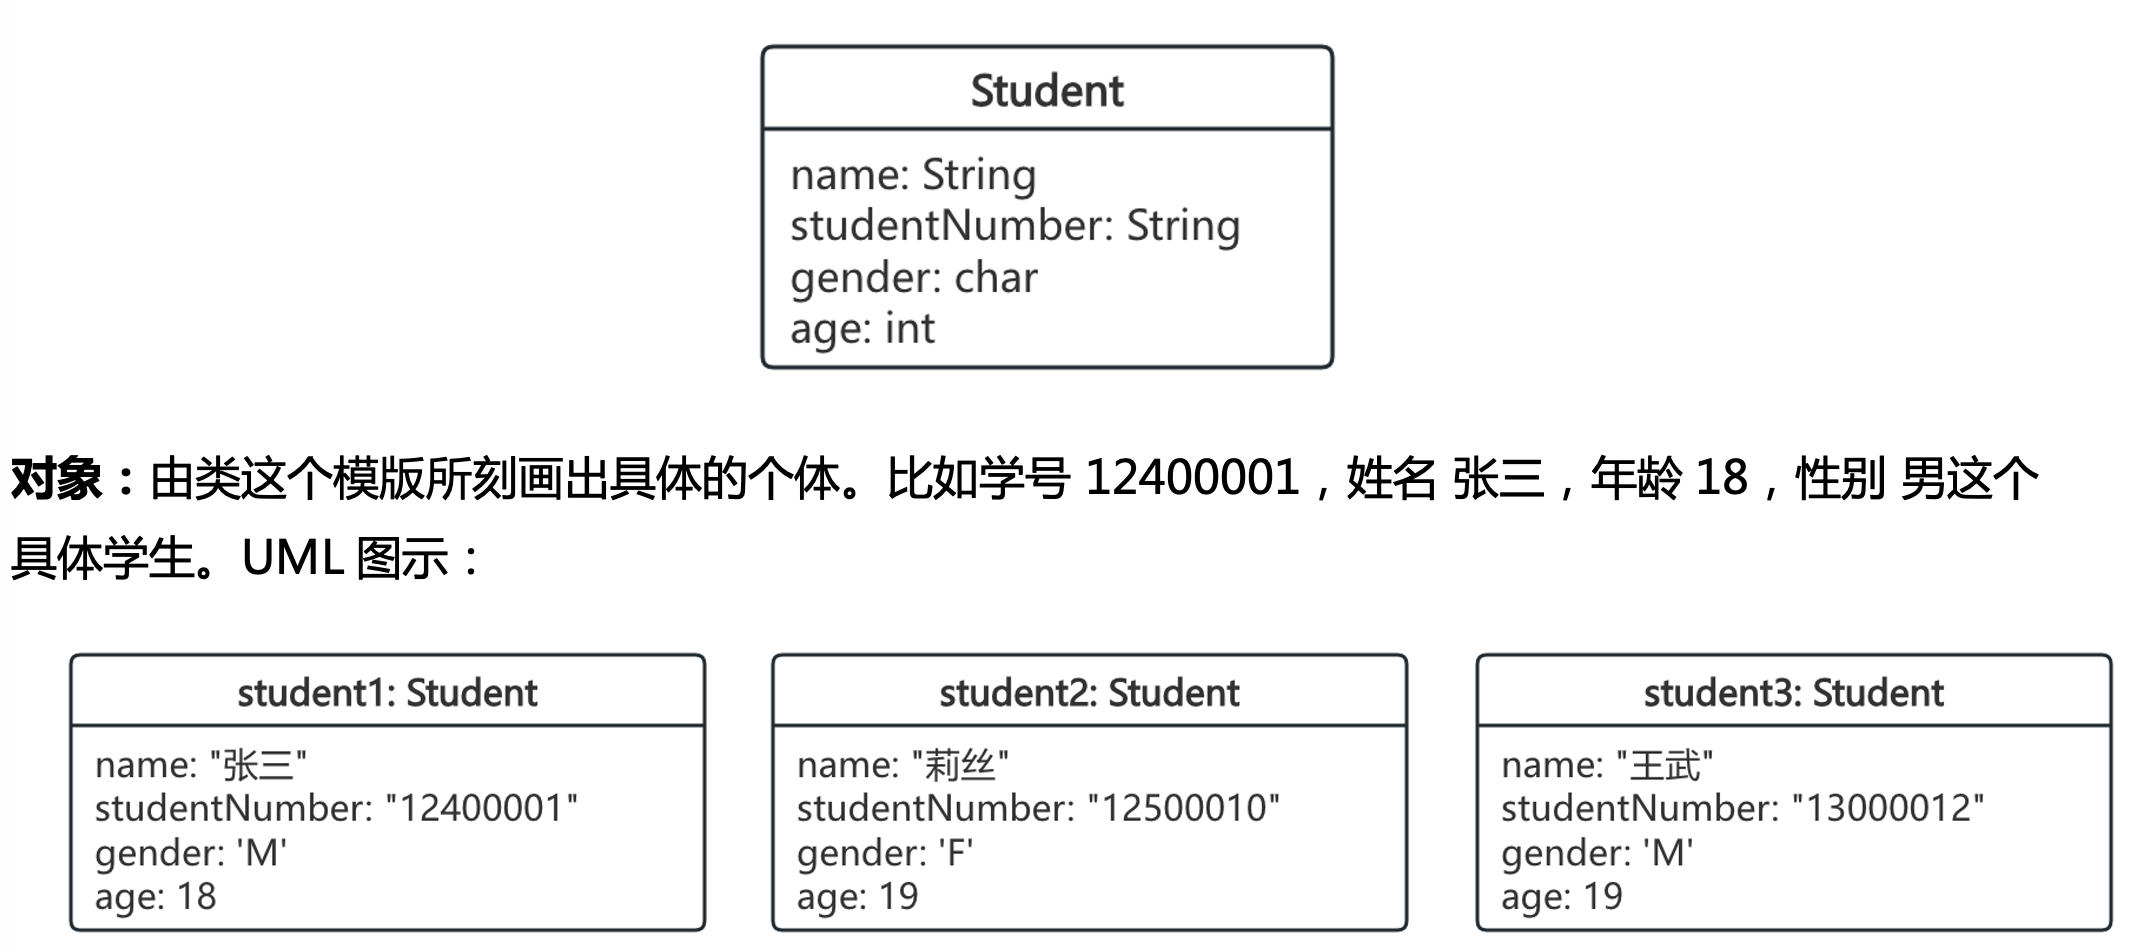 Student
name: String
studentNumber: String
gender: char
age: int
对象：由类这个模版所刻画出具体的个体。比如学号 12400001，姓名 张三，年龄 18，性别 男这个
具体学生。UML 图示：
student1: Student
name: "张三"
studentNumber: "12400001"
gender: 'M'
age: 18
student2: Student
name: "莉丝"
studentNumber: "12500010"
gender: 'F'
age: 19
student3: Student
name: "王武"
studentNumber: "13000012"
gender: 'M'
age: 19